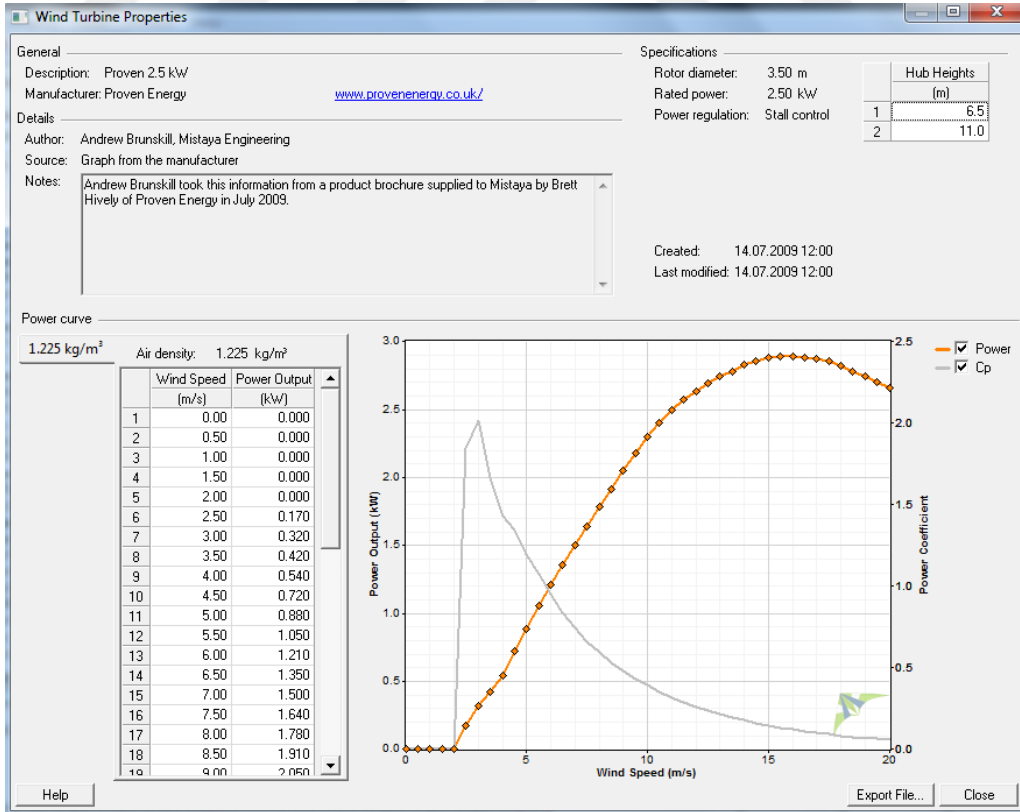 Wind Turbine Properties
General
Description: Proven 2.5 kW
Manufacturer: Proven Energy www.provenenergy.co.uk/
Details
Author: Andrew Brunskill, Mistaya Engineering
Source: Graph from the manufacturer
Notes: Andrew Brunskill took this information from a product brochure supplied to Mistaya by Brett
Hively of Proven Energy in July 2009.
Specifications
Rotor diameter: 3.50 m
Rated power: 2.50 kW
Power regulation: Stall control
Hub Heights
(m)
1 6.5
2 11.0
Created: 14.07.2009 12:00
Last modified: 14.07.2009 12:00
Power curve
1.225 kg/m³
Air density: 1.225 kg/m³
Wind Speed Power Output
(m/s) (kW)
1 0.00 0.000
2 0.50 0.000
3 1.00 0.000
4 1.50 0.000
5 2.00 0.000
6 2.50 0.170
7 3.00 0.320
8 3.50 0.420
9 4.00 0.540
10 4.50 0.720
11 5.00 0.880
12 5.50 1.050
13 6.00 1.210
14 6.50 1.350
15 7.00 1.500
16 7.50 1.640
17 8.00 1.780
18 8.50 1.910
19 9.00 2.050
Power Output (kW)
3.0
2.5
2.0
1.5
1.0
0.5
0.0
0 5 10 15 20
Wind Speed (m/s)
2.5
2.0
1.5
1.0
0.5
0.0
Power Coefficient
Power
Cp
Help
Export File...
Close